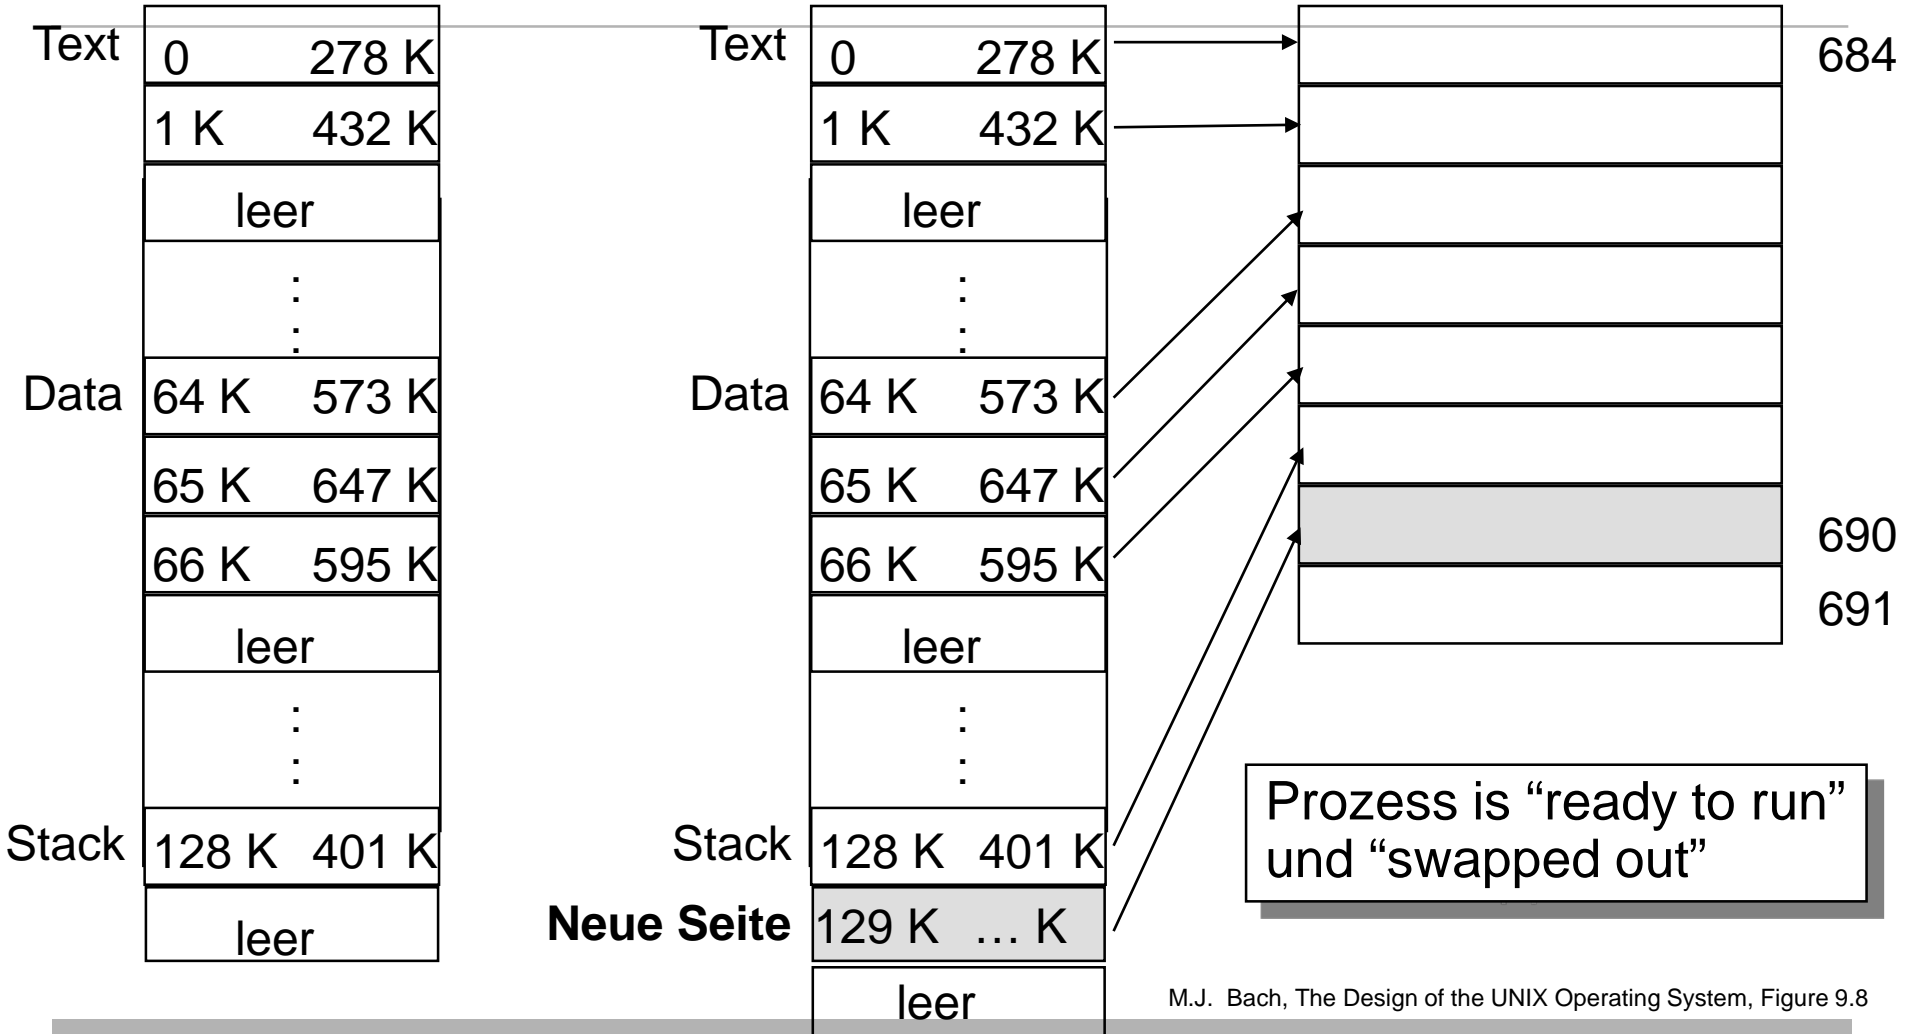 Text 0 278 K
1 K 432 K
leer
:
:
Data 64 K 573 K
65 K 647 K
66 K 595 K
leer
:
:
Stack 128 K 401 K
leer
Text 0 278 K
1 K 432 K
leer
:
:
Data 64 K 573 K
65 K 647 K
66 K 595 K
leer
:
:
Stack 128 K 401 K
Neue Seite 129 K … K
leer
684
690
691
Prozess is “ready to run”
und “swapped out”
M.J. Bach, The Design of the UNIX Operating System, Figure 9.8